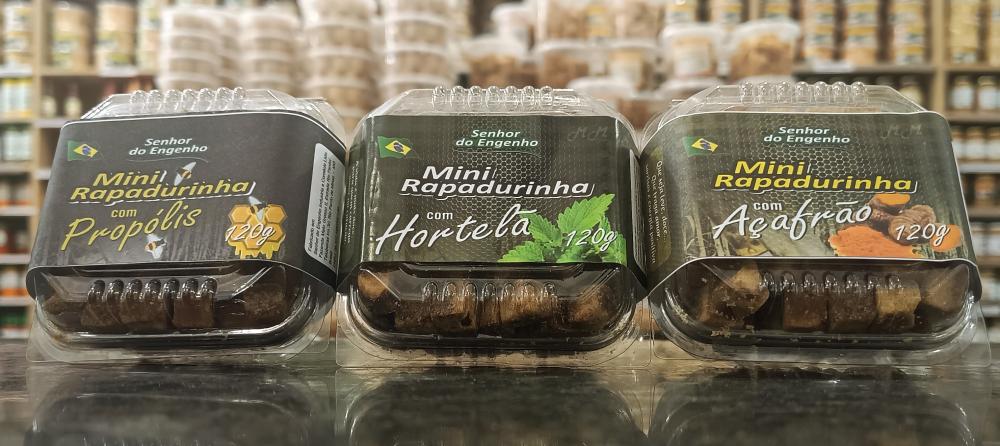 Senhor
do Engenho
Mini
Rapadurinha
com
Propólis
120g
Senhor
do Engenho
Mini
Rapadurinha
com
Hortelã
120g
Senhor
do Engenho
Mini
Rapadurinha
com
Açafrão
120g